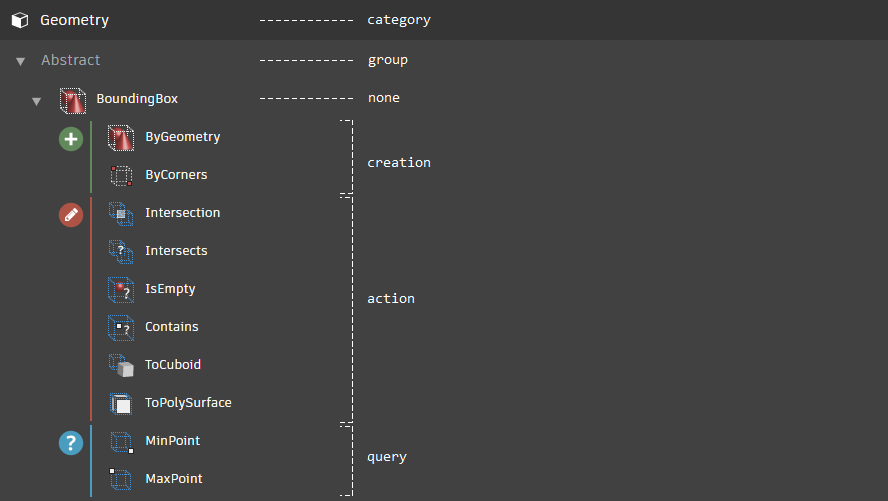 Geometry category
Abstract group
BoundingBox none
ByGeometry
creation
ByCorners
Intersection
Intersects
IsEmpty
action
Contains
ToCuboid
ToPolySurface
MinPoint
query
MaxPoint